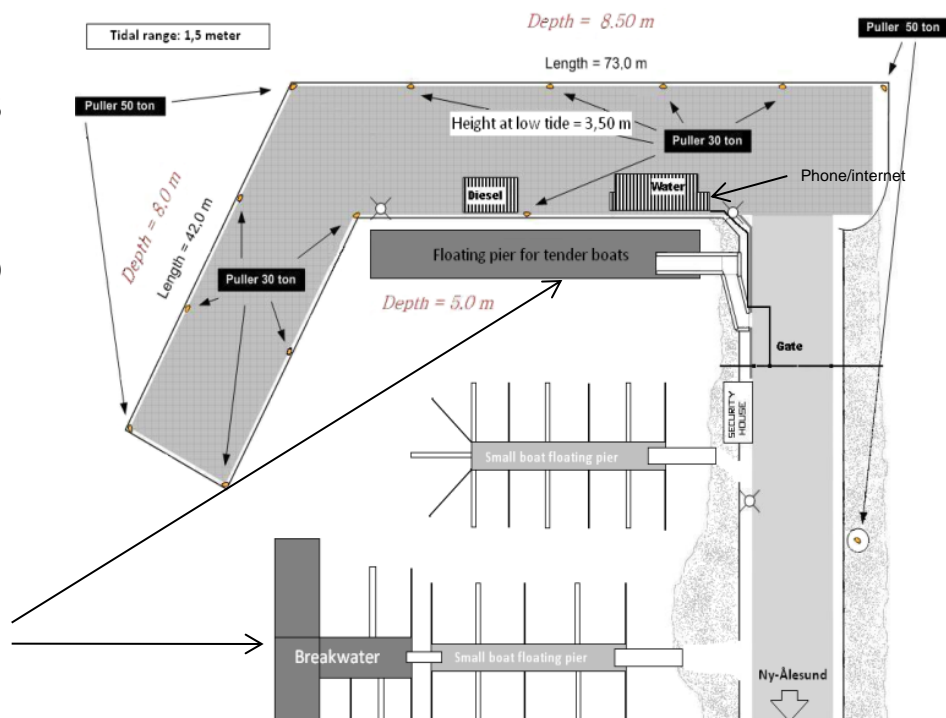 Depth = 8.50 m
Puller 50 ton
Tidal range: 1,5 meter
Length = 73,0 m
Puller 50 ton
Height at low tide = 3,50 m
Puller 30 ton
Phone/internet
Diesel
Water
Depth = 8.0 m
Length = 42.0 m
Floating pier for tender boats
Puller 30 ton
Depth = 5.0 m
Gate
SECURITY
HOUSE
Small boat floating pier
Breakwater
Small boat floating pier
Ny-Ålesund